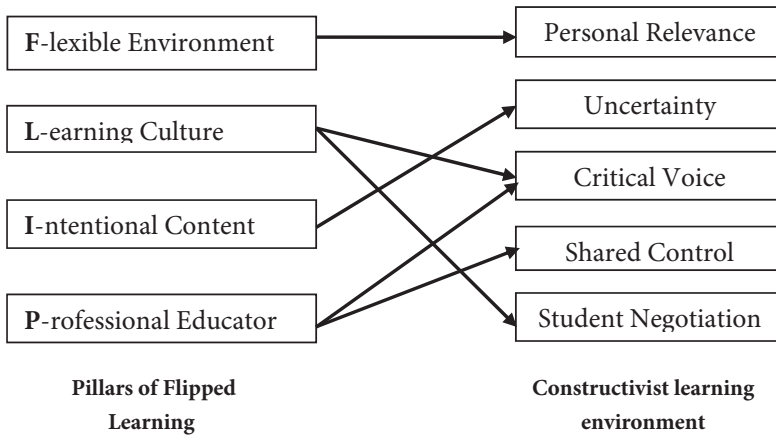 F-lexible Environment
L-earning Culture
I-ntentional Content
P-rofessional Educator
Pillars of Flipped
Learning
Personal Relevance
Uncertainty
Critical Voice
Shared Control
Student Negotiation
Constructivist learning
environment